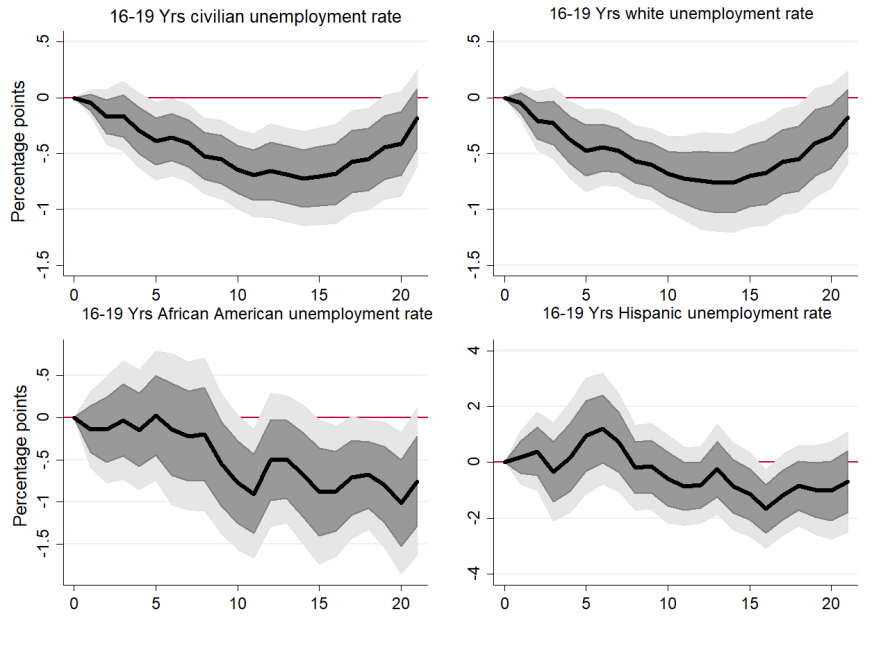 16-19 Yrs civilian unemployment rate
Percentage points
.5
0
-.5
-1
-1.5
0 5 10 15 20
16-19 Yrs white unemployment rate
.5
0
-.5
-1
-1.5
0 5 10 15 20
16-19 Yrs African American unemployment rate
Percentage points
.5
0
-.5
-1
-1.5
0 5 10 15 20
16-19 Yrs Hispanic unemployment rate
4
2
0
-2
-4
0 5 10 15 20